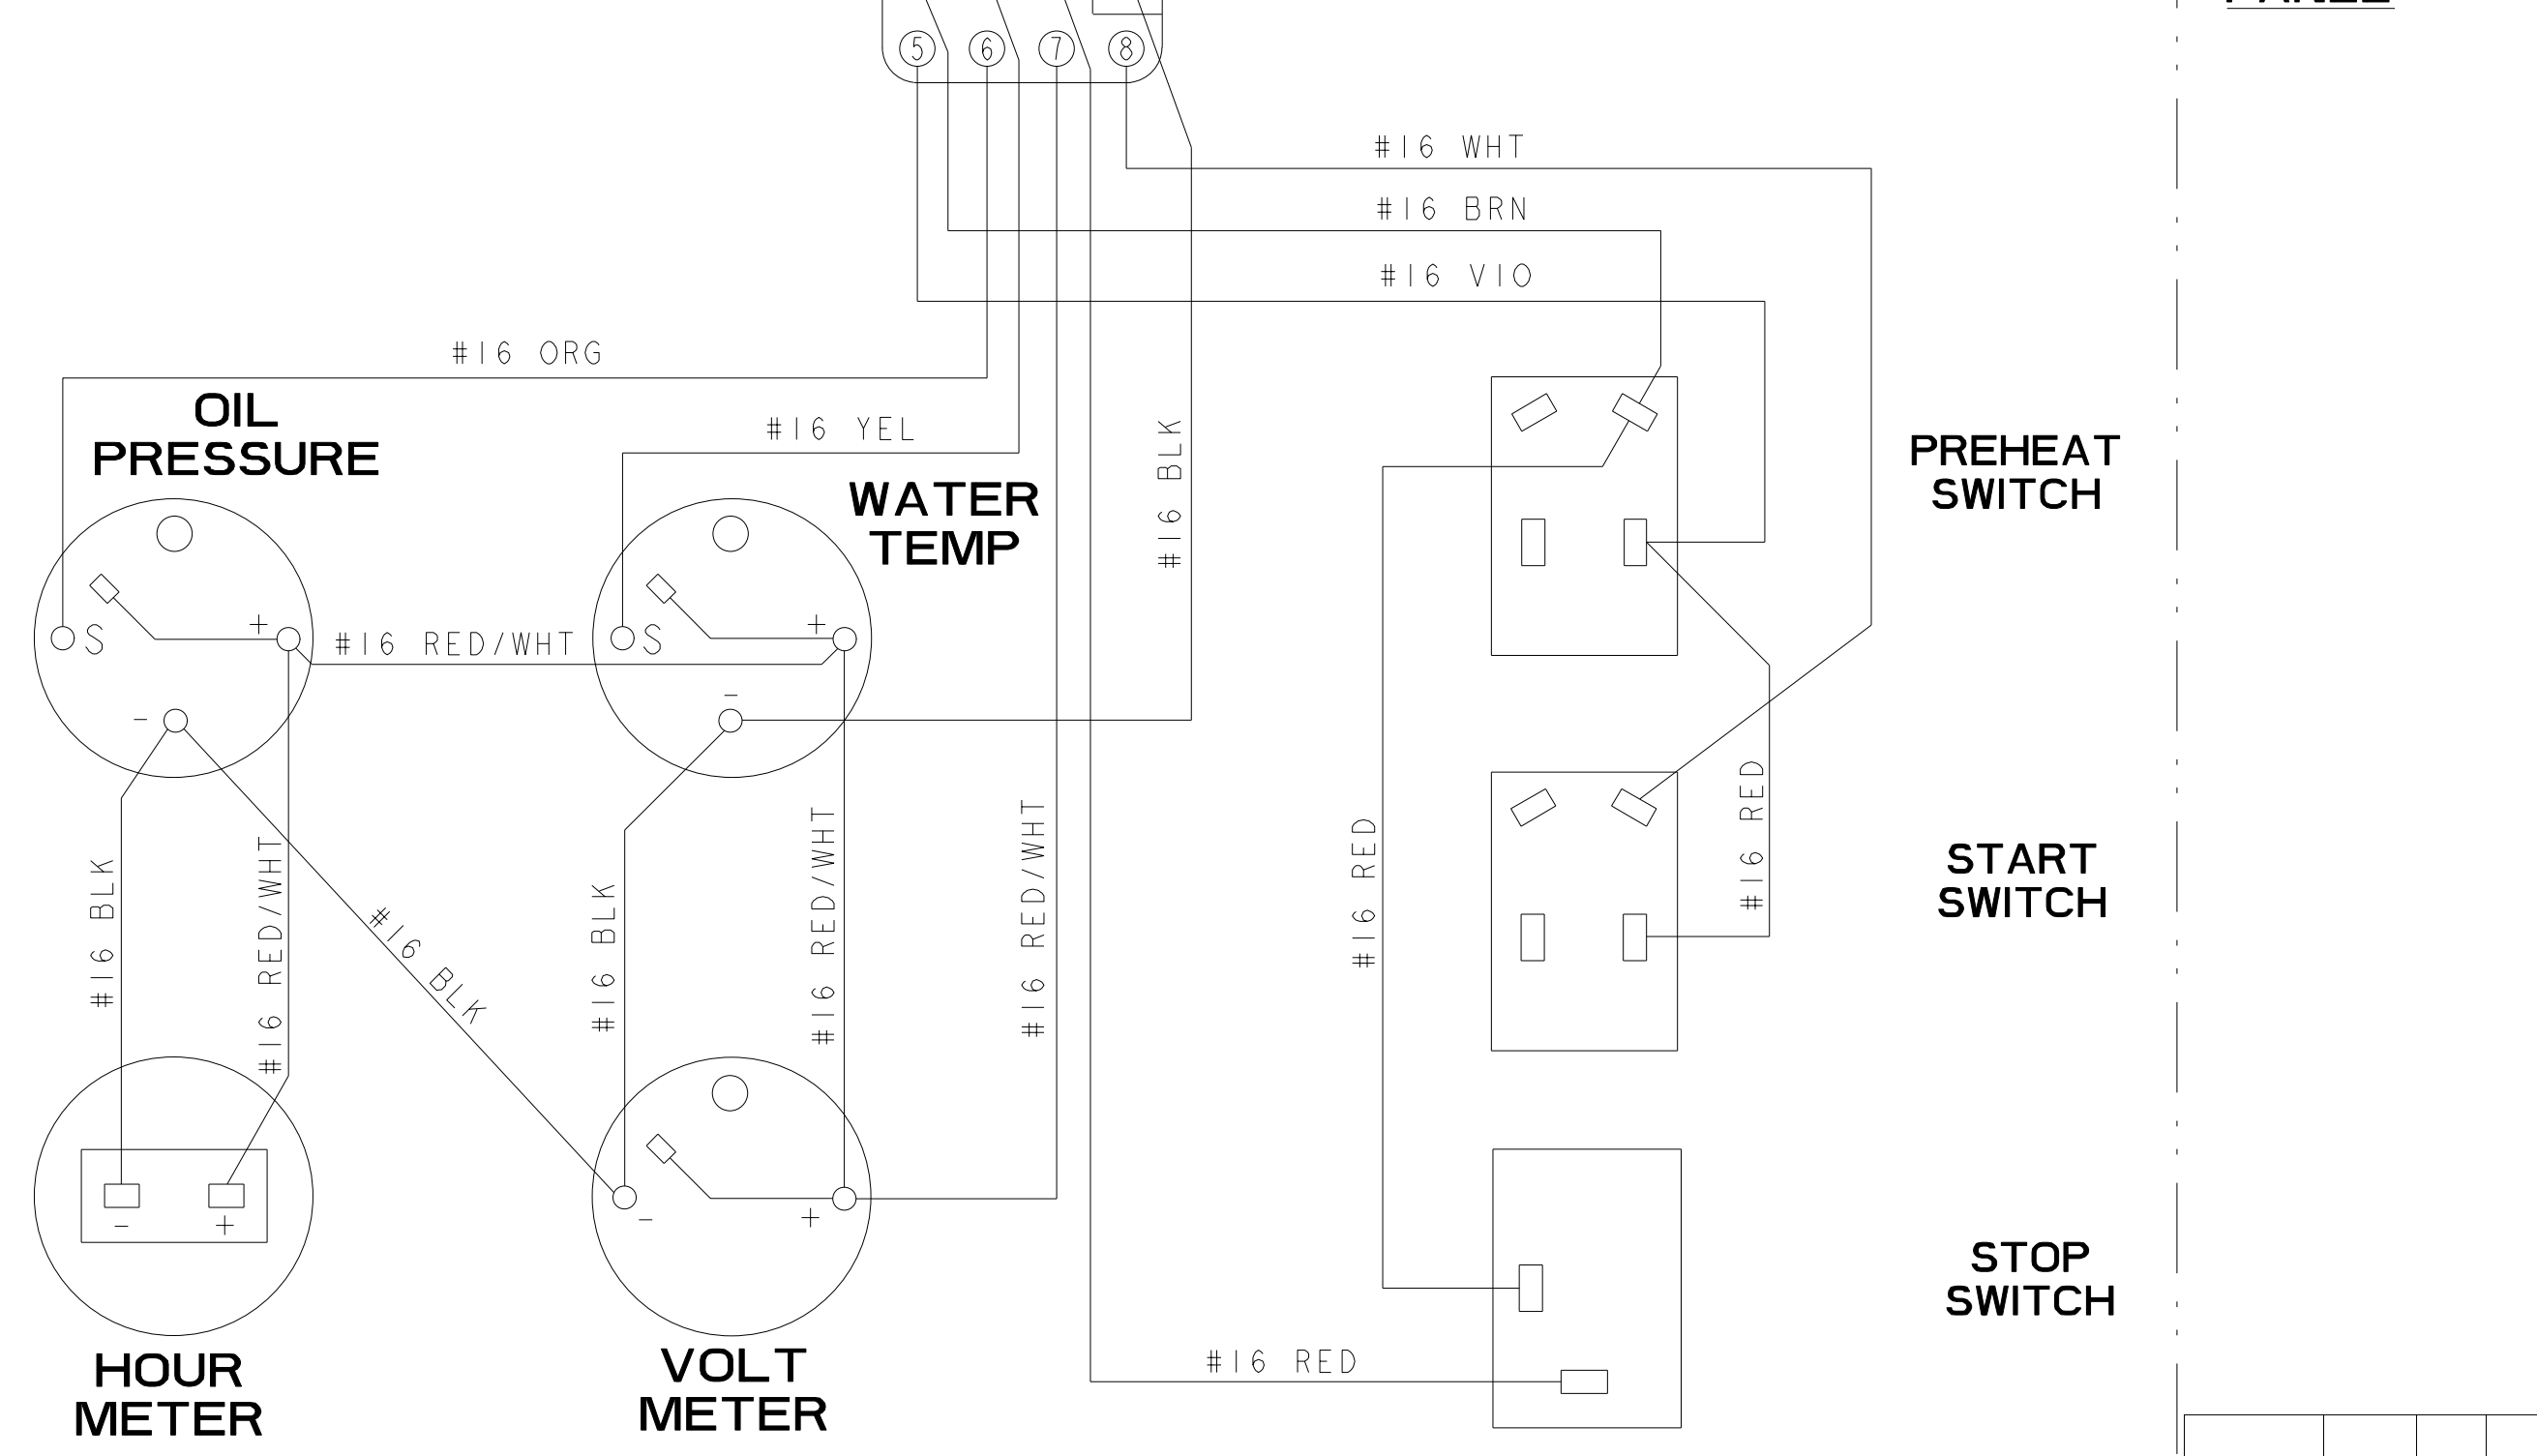 5 6 7 8
#16 WHT
#16 BRN
#16 VIO
#16 ORG
#16 YEL
OIL
PRESSURE
WATER
TEMP
#16 BLK
PREHEAT
SWITCH
S
+
-
#16 RED/WHT
S
+
-
#16 BLK
#16 RED/WHT
#16 BLK
#16 BLK
#16 RED/WHT
#16 RED/WHT
#16 RED
#16 RED
START
SWITCH
- +
- +
STOP
SWITCH
HOUR
METER
VOLT
METER
#16 RED